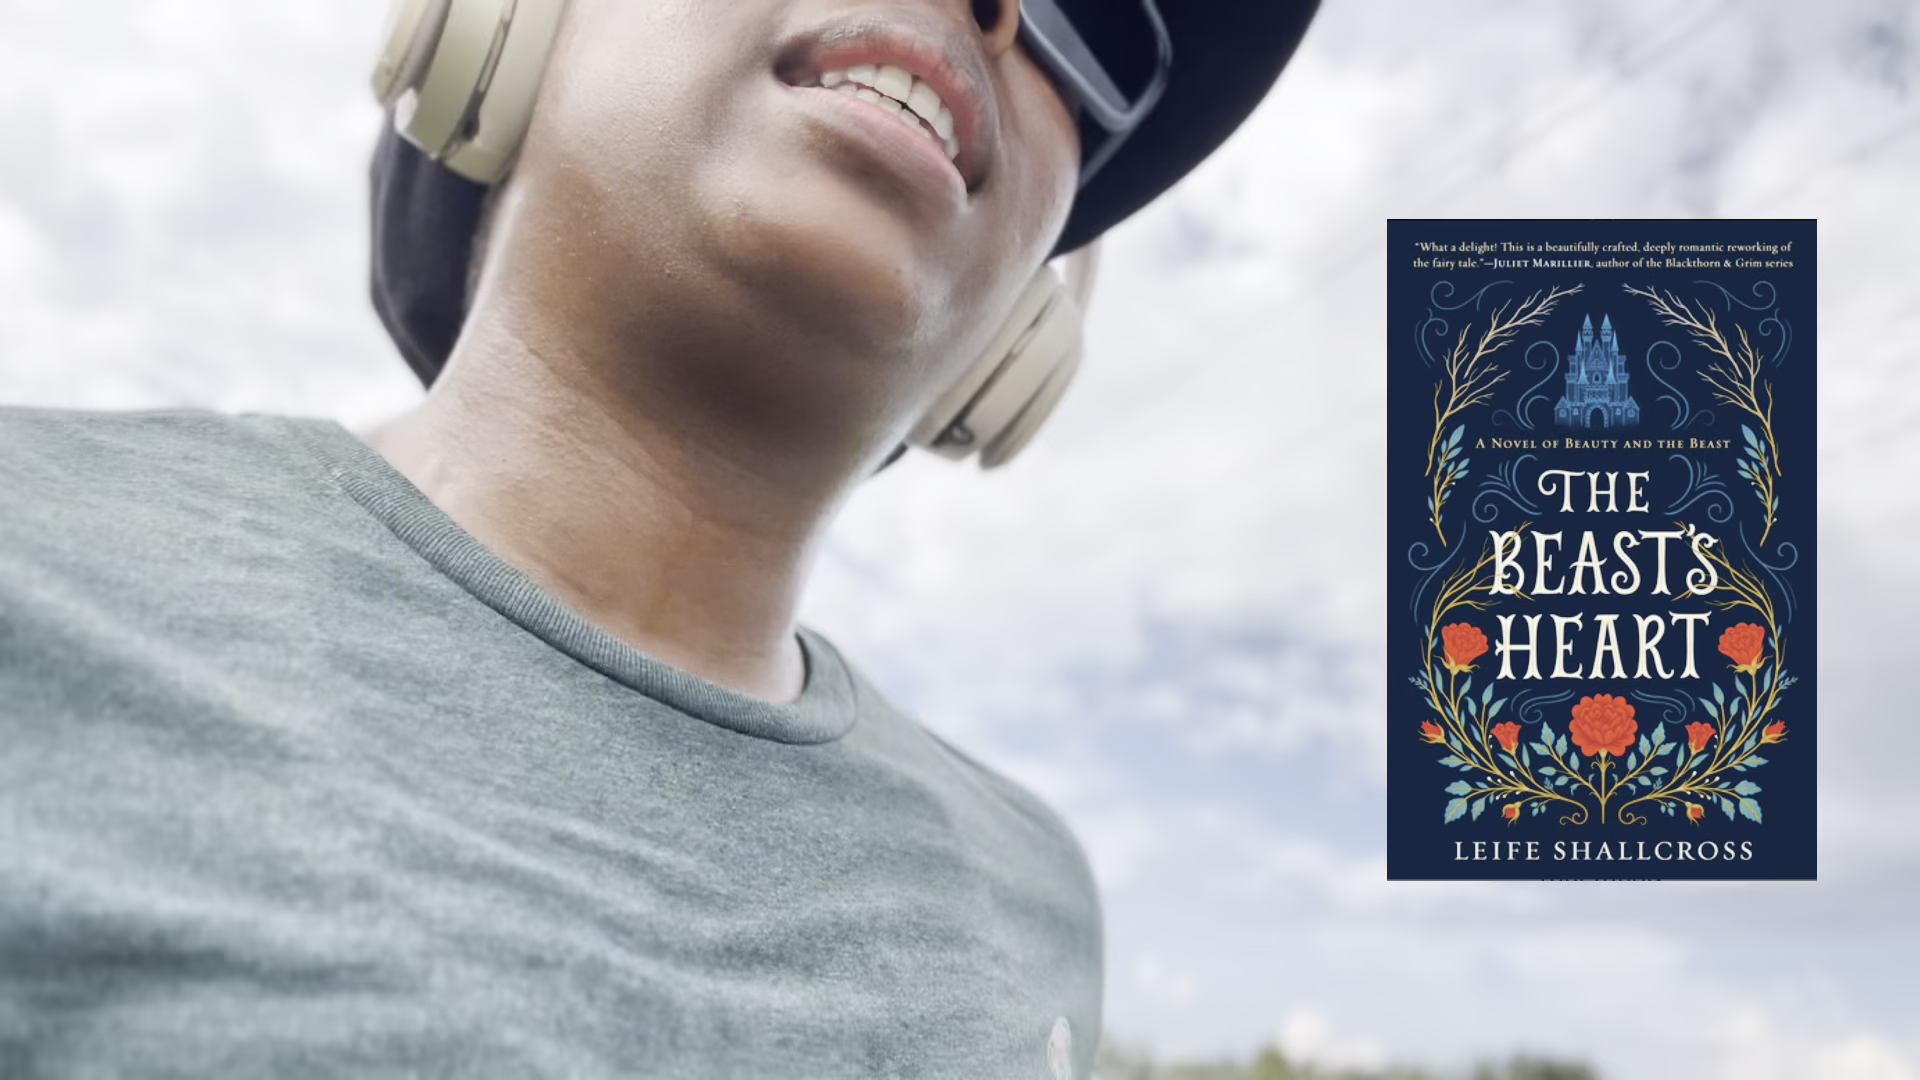 “What a delight! This is a beautifully crafted, deeply romantic reworking of
the fairy tale.”—JULIET MARILLIER, author of the Blackthorn & Grim series
A NOVEL OF BEAUTY AND THE BEAST
THE
BEAST'S
HEART
LEIFE SHALLCROSS